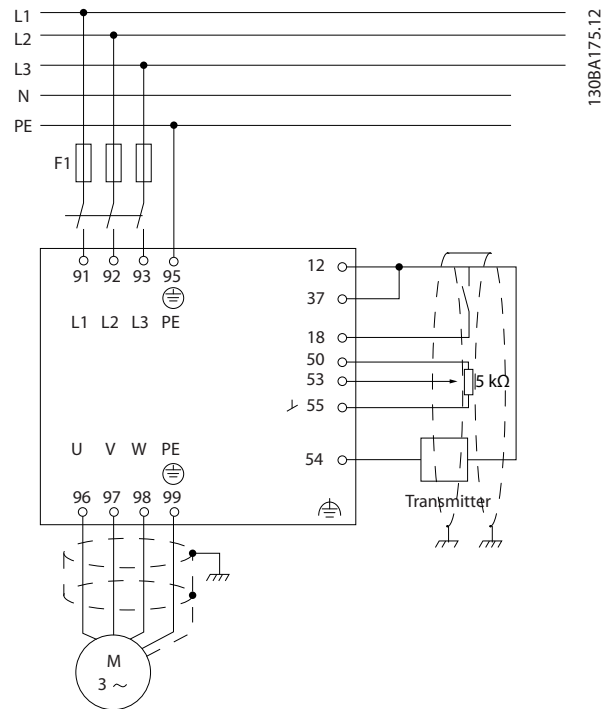 L1
L2
L3
N
PE
130BA175.12
F1
91 92 93 95
L1 L2 L3 PE
12
37
18
50
53
5 kΩ
55
U V W PE
54
96 97 98 99
Transmitter
M
3 ~